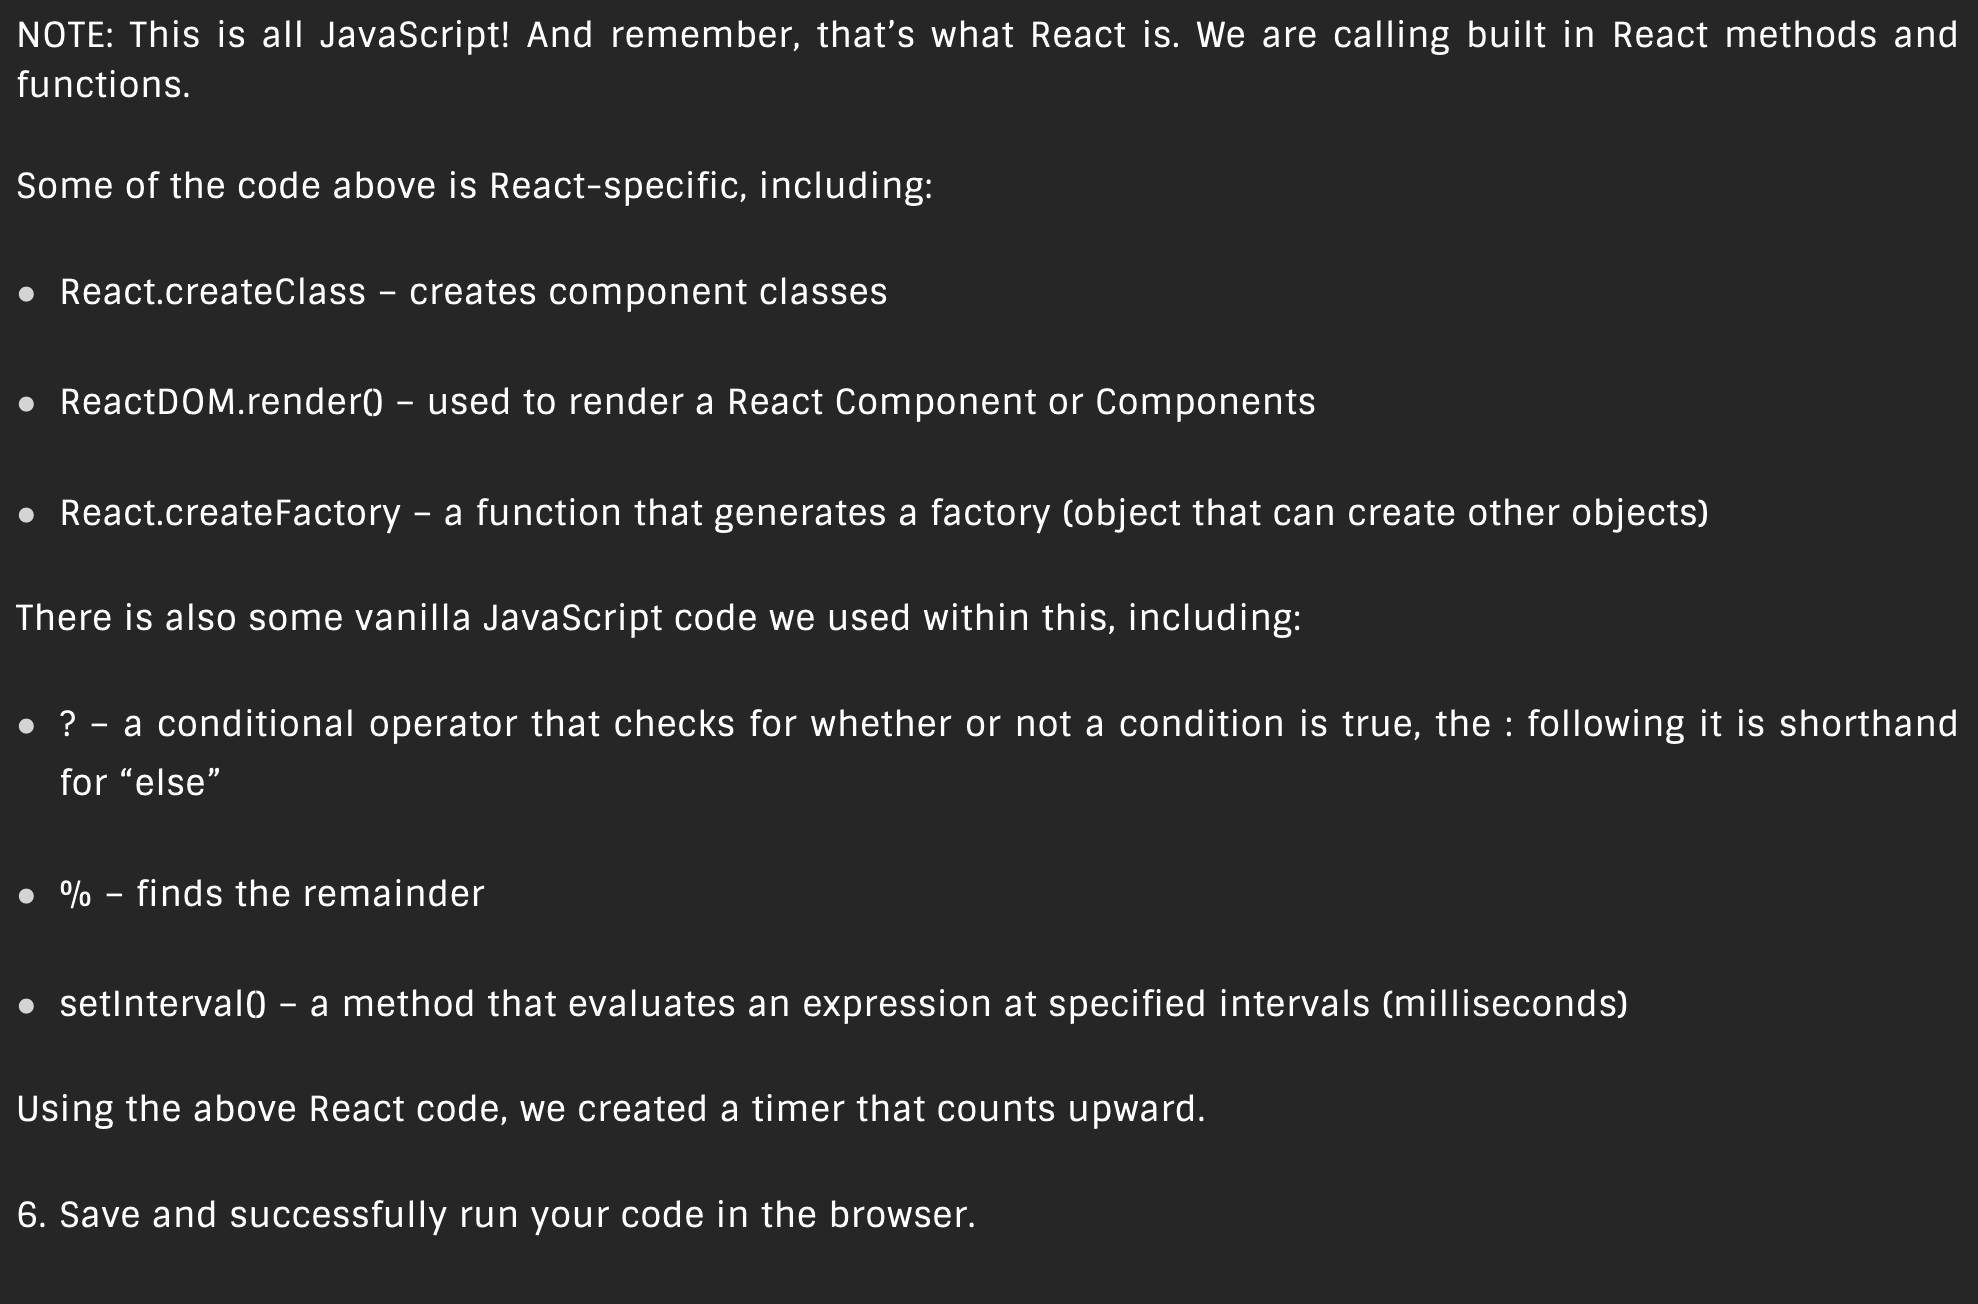 NOTE: This is all JavaScript! And remember, that’s what React is. We are calling built in React methods and
functions.
Some of the code above is React-specific, including:
● React.createClass – creates component classes
● ReactDOM.render() – used to render a React Component or Components
● React.createFactory – a function that generates a factory (object that can create other objects)
There is also some vanilla JavaScript code we used within this, including:
● ? – a conditional operator that checks for whether or not a condition is true, the : following it is shorthand
for “else”
● % – finds the remainder
● setInterval() – a method that evaluates an expression at specified intervals (milliseconds)
Using the above React code, we created a timer that counts upward.
6. Save and successfully run your code in the browser.